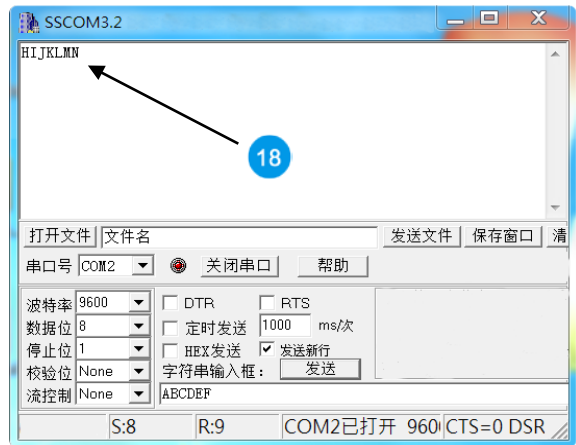 SSCOM3.2
HIJKLMN
18
打开文件 文件名 发送文件 保存窗口 清
串口号 COM2 关闭串口 帮助
波特率 9600 DTR RTS
数据位 8 定时发送 1000 ms/次
停止位 1 HEX发送 发送新行
校验位 None 字符串输入框： 发送
流控制 None ABCDEF
S:8 R:9 COM2已打开 960 CTS=0 DSR